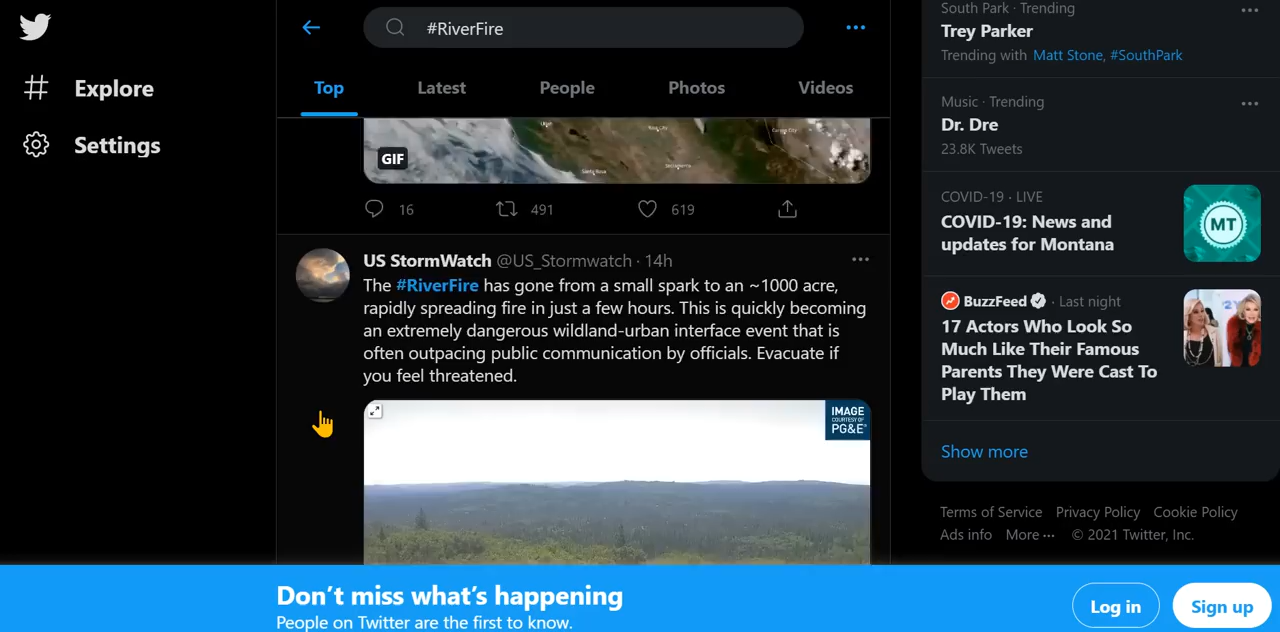 Explore
Settings
#RiverFire
Top
Latest
People
Photos
Videos
GIF
16
491
619
US StormWatch @US_Stormwatch · 14h
The #RiverFire has gone from a small spark to an ~1000 acre,
rapidly spreading fire in just a few hours. This is quickly becoming
an extremely dangerous wildland-urban interface event that is
often outpacing public communication by officials. Evacuate if
you feel threatened.
IMAGE
COURTESY OF
PG&E
South Park · Trending
Trey Parker
Trending with Matt Stone, #SouthPark
Music · Trending
Dr. Dre
23.8K Tweets
COVID-19 · LIVE
COVID-19: News and
updates for Montana
MT
BuzzFeed · Last night
17 Actors Who Look So
Much Like Their Famous
Parents They Were Cast To
Play Them
Show more
Terms of Service Privacy Policy Cookie Policy
Ads info More ··· © 2021 Twitter, Inc.
Don't miss what's happening
People on Twitter are the first to know.
Log in
Sign up